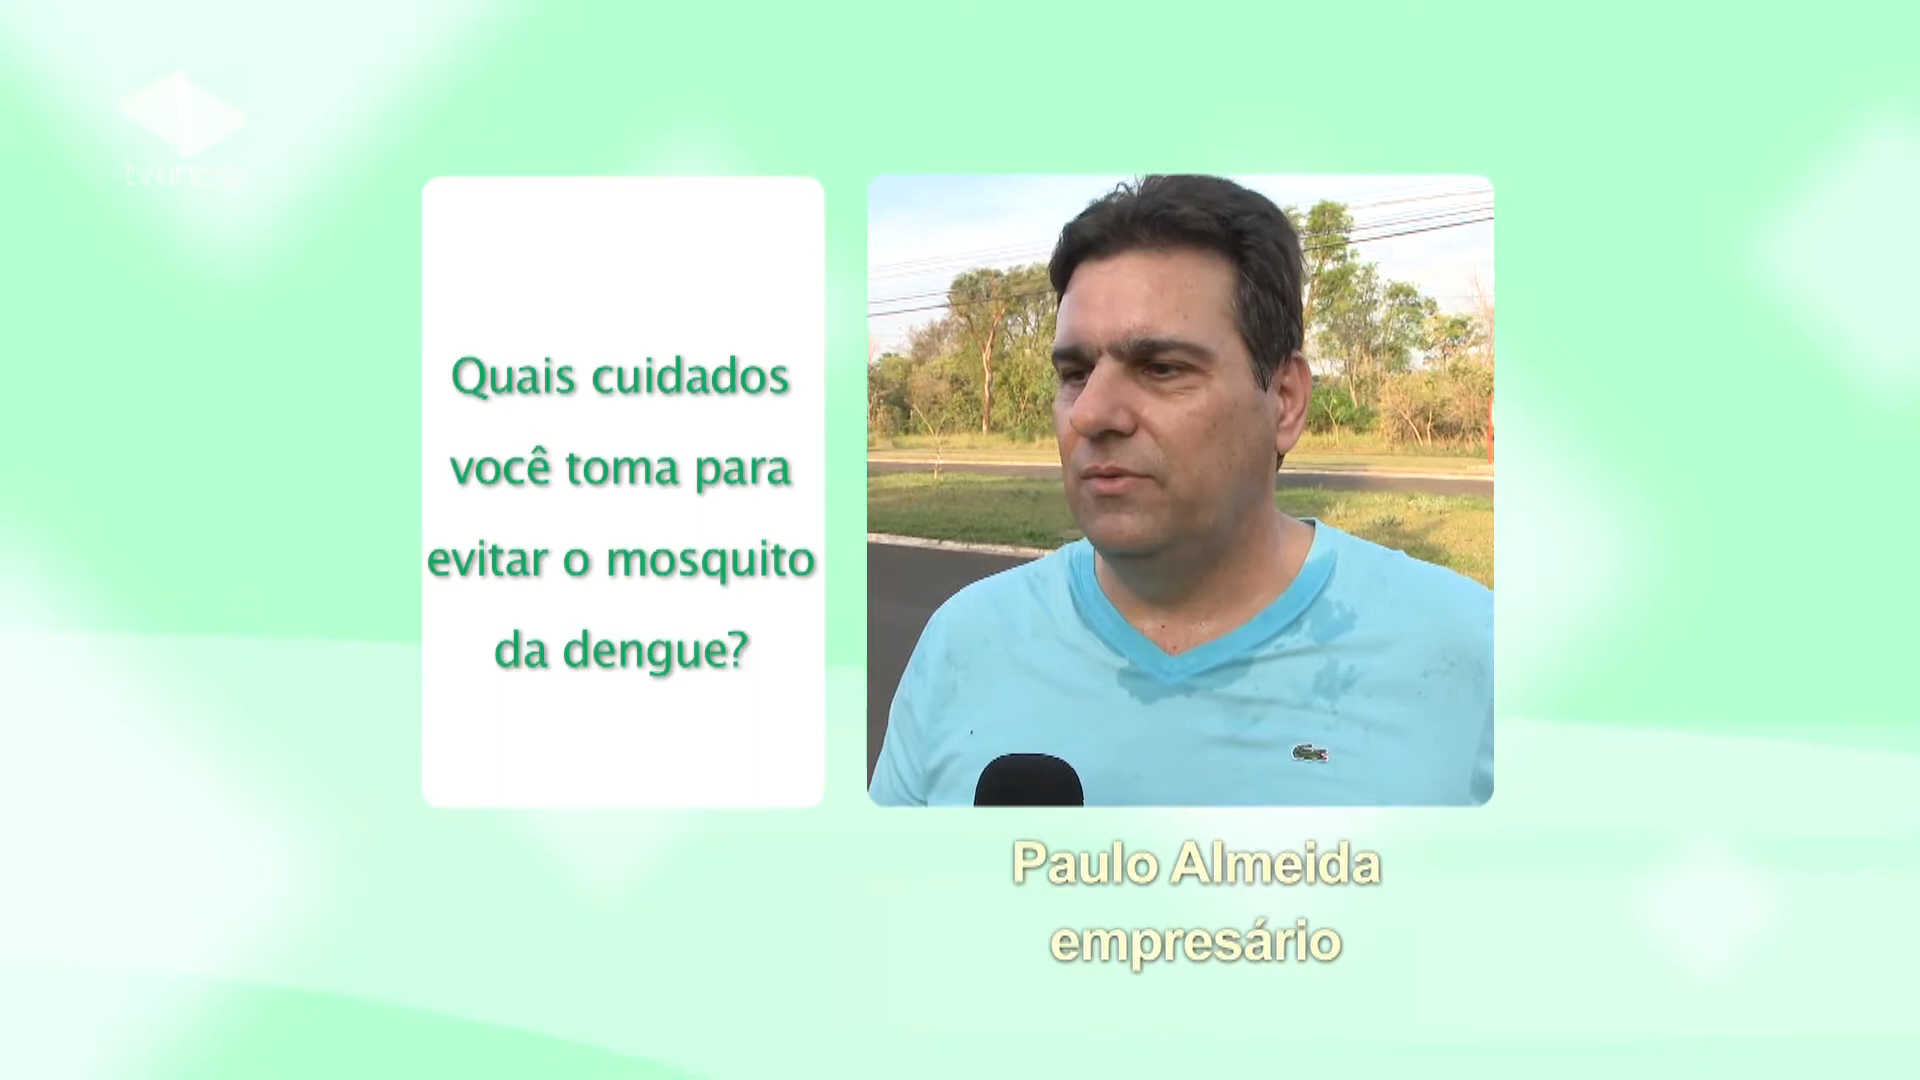 Quais cuidados
você toma para
evitar o mosquito
da dengue?
Paulo Almeida
empresário